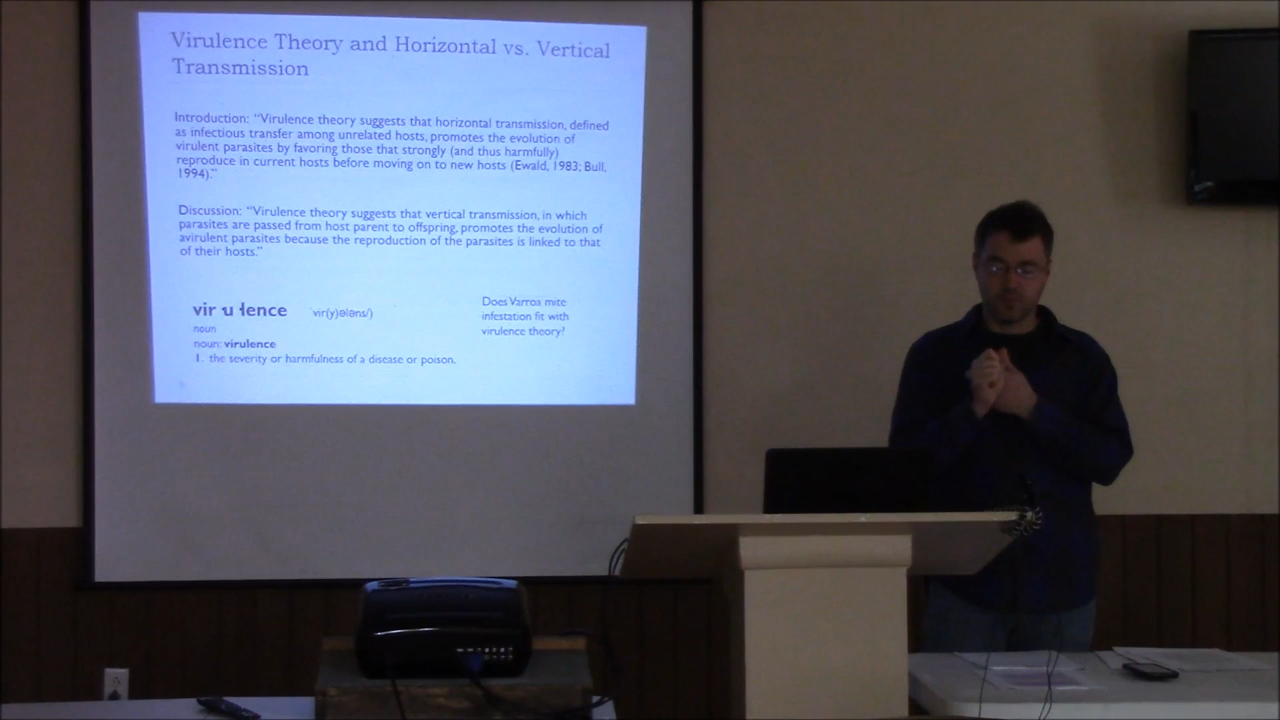 Virulence Theory and Horizontal vs. Vertical
Transmission
Introduction: “Virulence theory suggests that horizontal transmission, defined
as infectious transfer among unrelated hosts, promotes the evolution of
virulent parasites by favoring those that strongly (and thus harmfully)
reproduce in current hosts before moving on to new hosts (Ewald, 1983; Bull,
1994).”
Discussion: “Virulence theory suggests that vertical transmission, in which
parasites are passed from host parent to offspring, promotes the evolution of
avirulent parasites because the reproduction of the parasites is linked to that
of their hosts.”
vir·u·lence ˈvir(y)ələns/)
noun
noun: virulence
1. the severity or harmfulness of a disease or poison.
Does Varroa mite
infestation fit with
virulence theory?